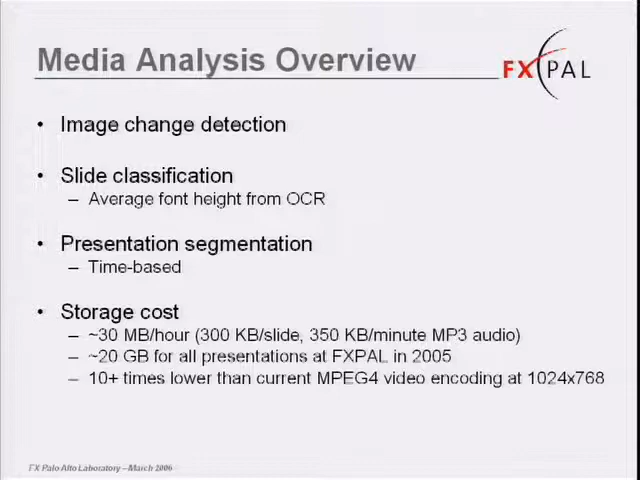 Media Analysis Overview
FXPAL
• Image change detection
• Slide classification
– Average font height from OCR
• Presentation segmentation
– Time-based
• Storage cost
– ~30 MB/hour (300 KB/slide, 350 KB/minute MP3 audio)
– ~20 GB for all presentations at FXPAL in 2005
– 10+ times lower than current MPEG4 video encoding at 1024x768
FX Palo Alto Laboratory – March 2006